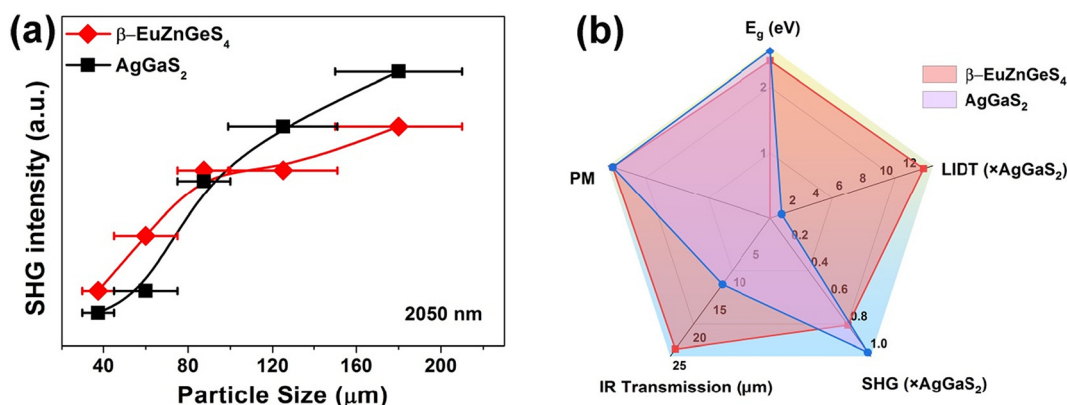 (a)
β–EuZnGeS₄
AgGaS₂
SHG intensity (a.u.)
2050 nm
40 80 120 160 200
Particle Size (μm)
(b)
E_g (eV)
β–EuZnGeS₄
AgGaS₂
2
1
PM
LIDT (×AgGaS₂)
2 4 6 8 10 12
0.2
0.4
0.6
0.8
1.0
5
10
15
20
25
IR Transmission (μm)
SHG (×AgGaS₂)